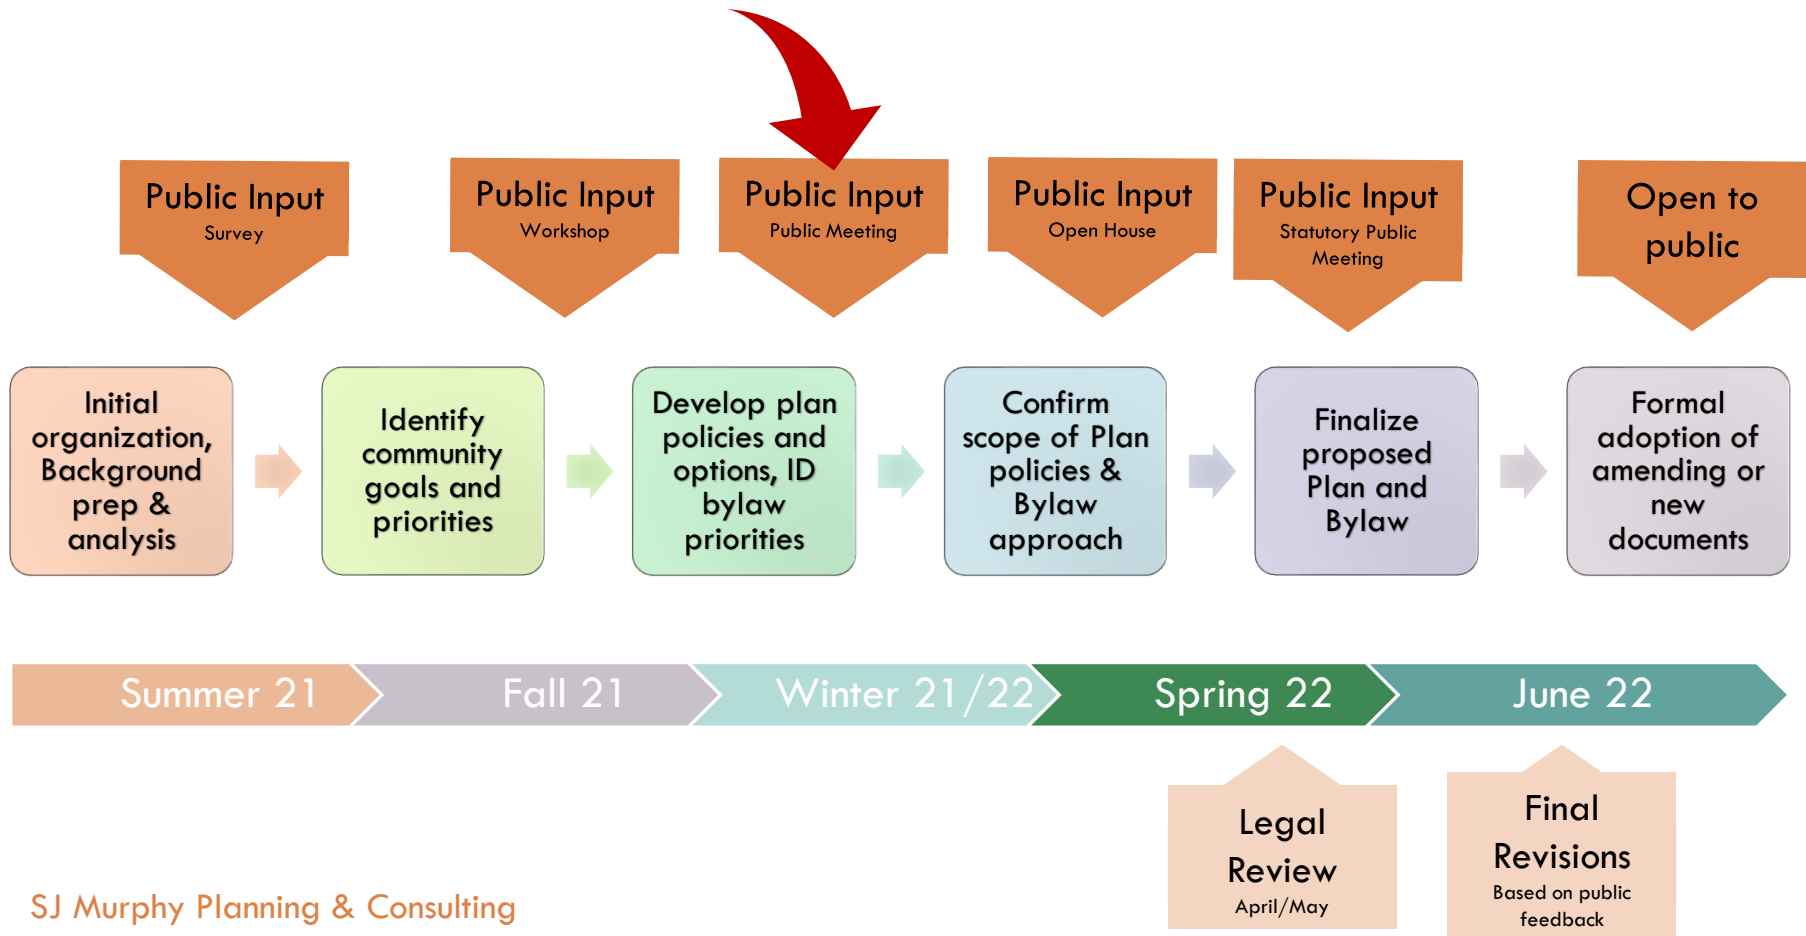 Public Input
Survey
Public Input
Workshop
Public Input
Public Meeting
Public Input
Open House
Public Input
Statutory Public
Meeting
Open to
public
Initial
organization,
Background
prep &
analysis
Identify
community
goals and
priorities
Develop plan
policies and
options, ID
bylaw
priorities
Confirm
scope of Plan
policies &
Bylaw
approach
Finalize
proposed
Plan and
Bylaw
Formal
adoption of
amending or
new
documents
Summer 21
Fall 21
Winter 21/22
Spring 22
June 22
Legal
Review
April/May
Final
Revisions
Based on public
feedback
SJ Murphy Planning & Consulting